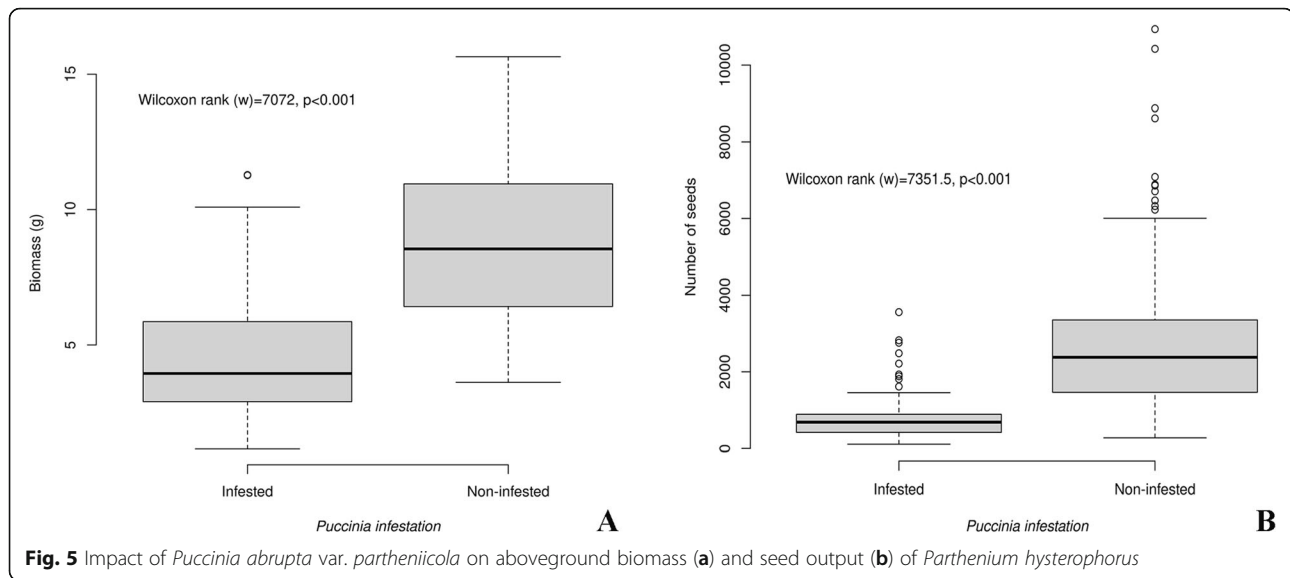 Wilcoxon rank (w)=7072, p<0.001
Biomass (g)
15
10
5
Infested
Non-infested
Puccinia infestation
A
Wilcoxon rank (w)=7351.5, p<0.001
Number of seeds
10000
8000
6000
4000
2000
0
Infested
Non-infested
Puccinia infestation
B
Fig. 5 Impact of Puccinia abrupta var. partheniicola on aboveground biomass (a) and seed output (b) of Parthenium hysterophorus